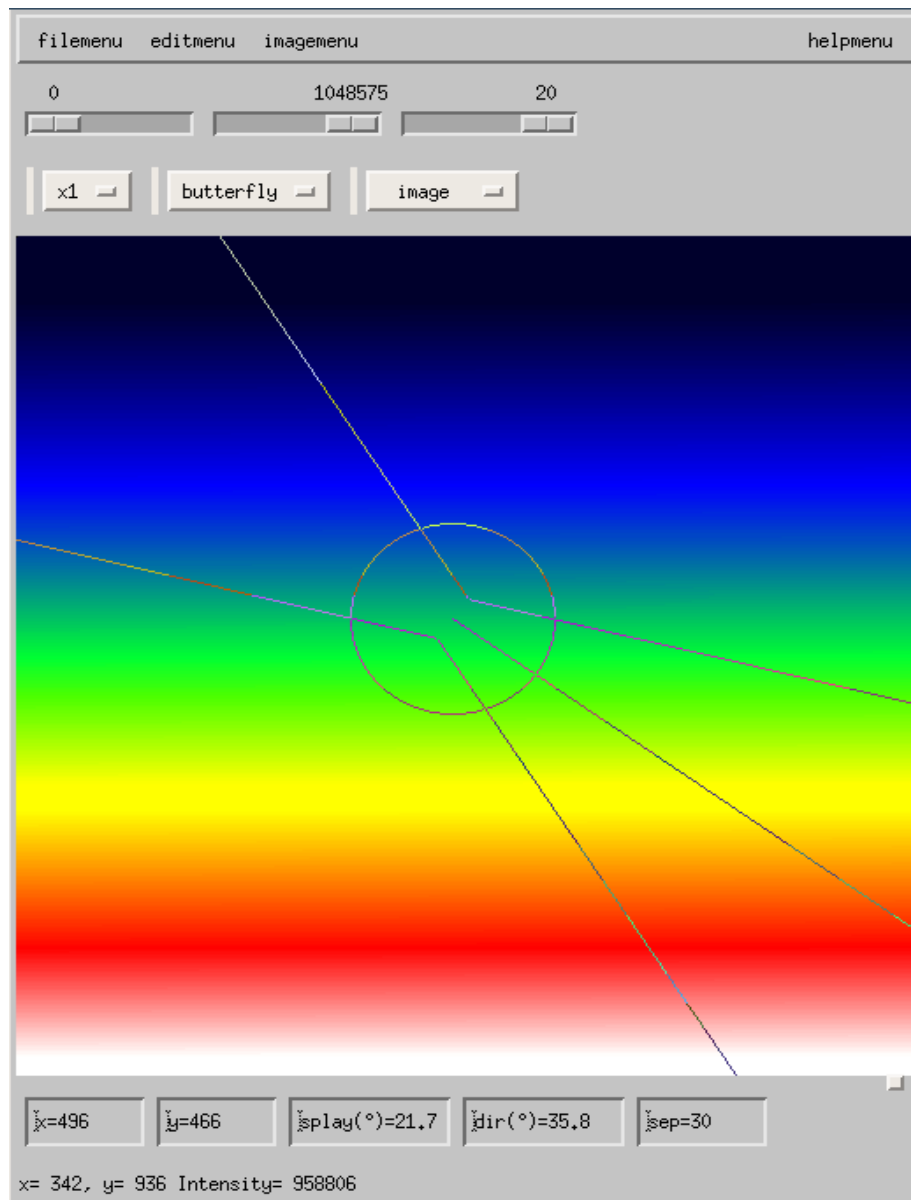 filemenu editmenu imagemenu helpmenu
0 1048575 20
x1 butterfly image
x=496 y=466 splay(°)=21.7 dir(°)=35.8 sep=30
x= 342, y= 936 Intensity= 958806